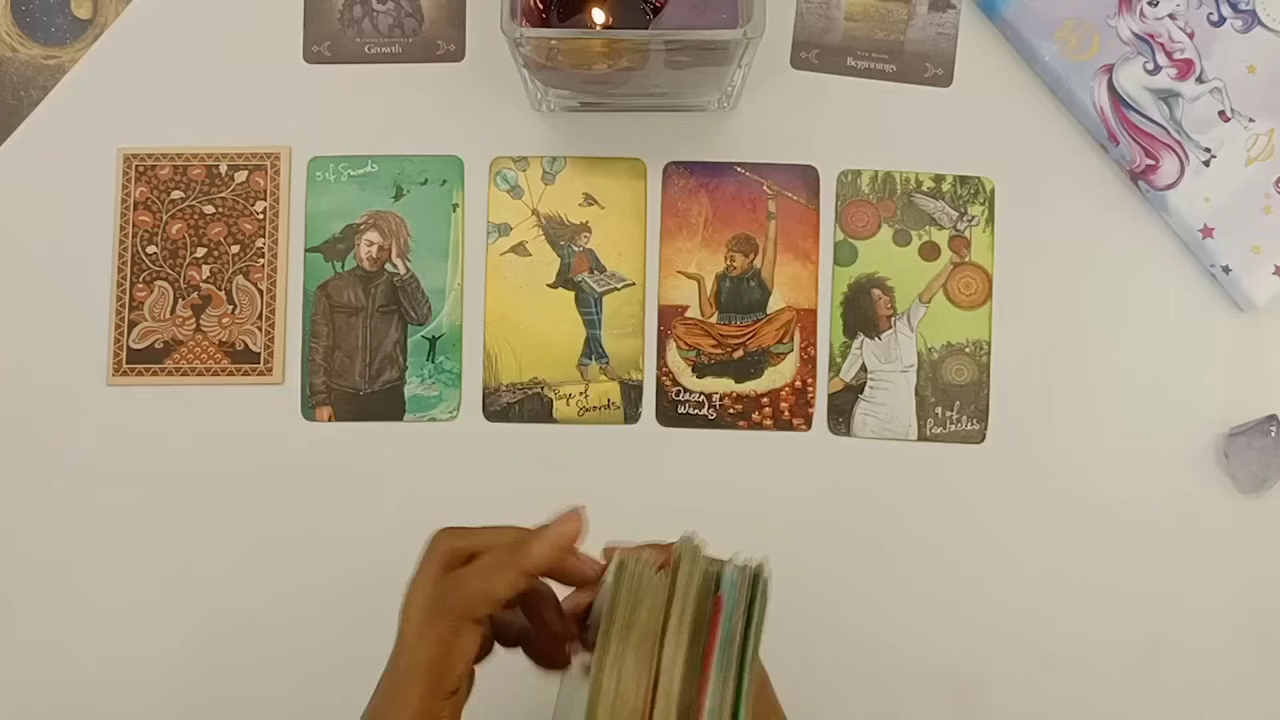 Growth
Beginnings
5 of Swords
Page of
Swords
Queen of
Wands
9 of
Pentacles